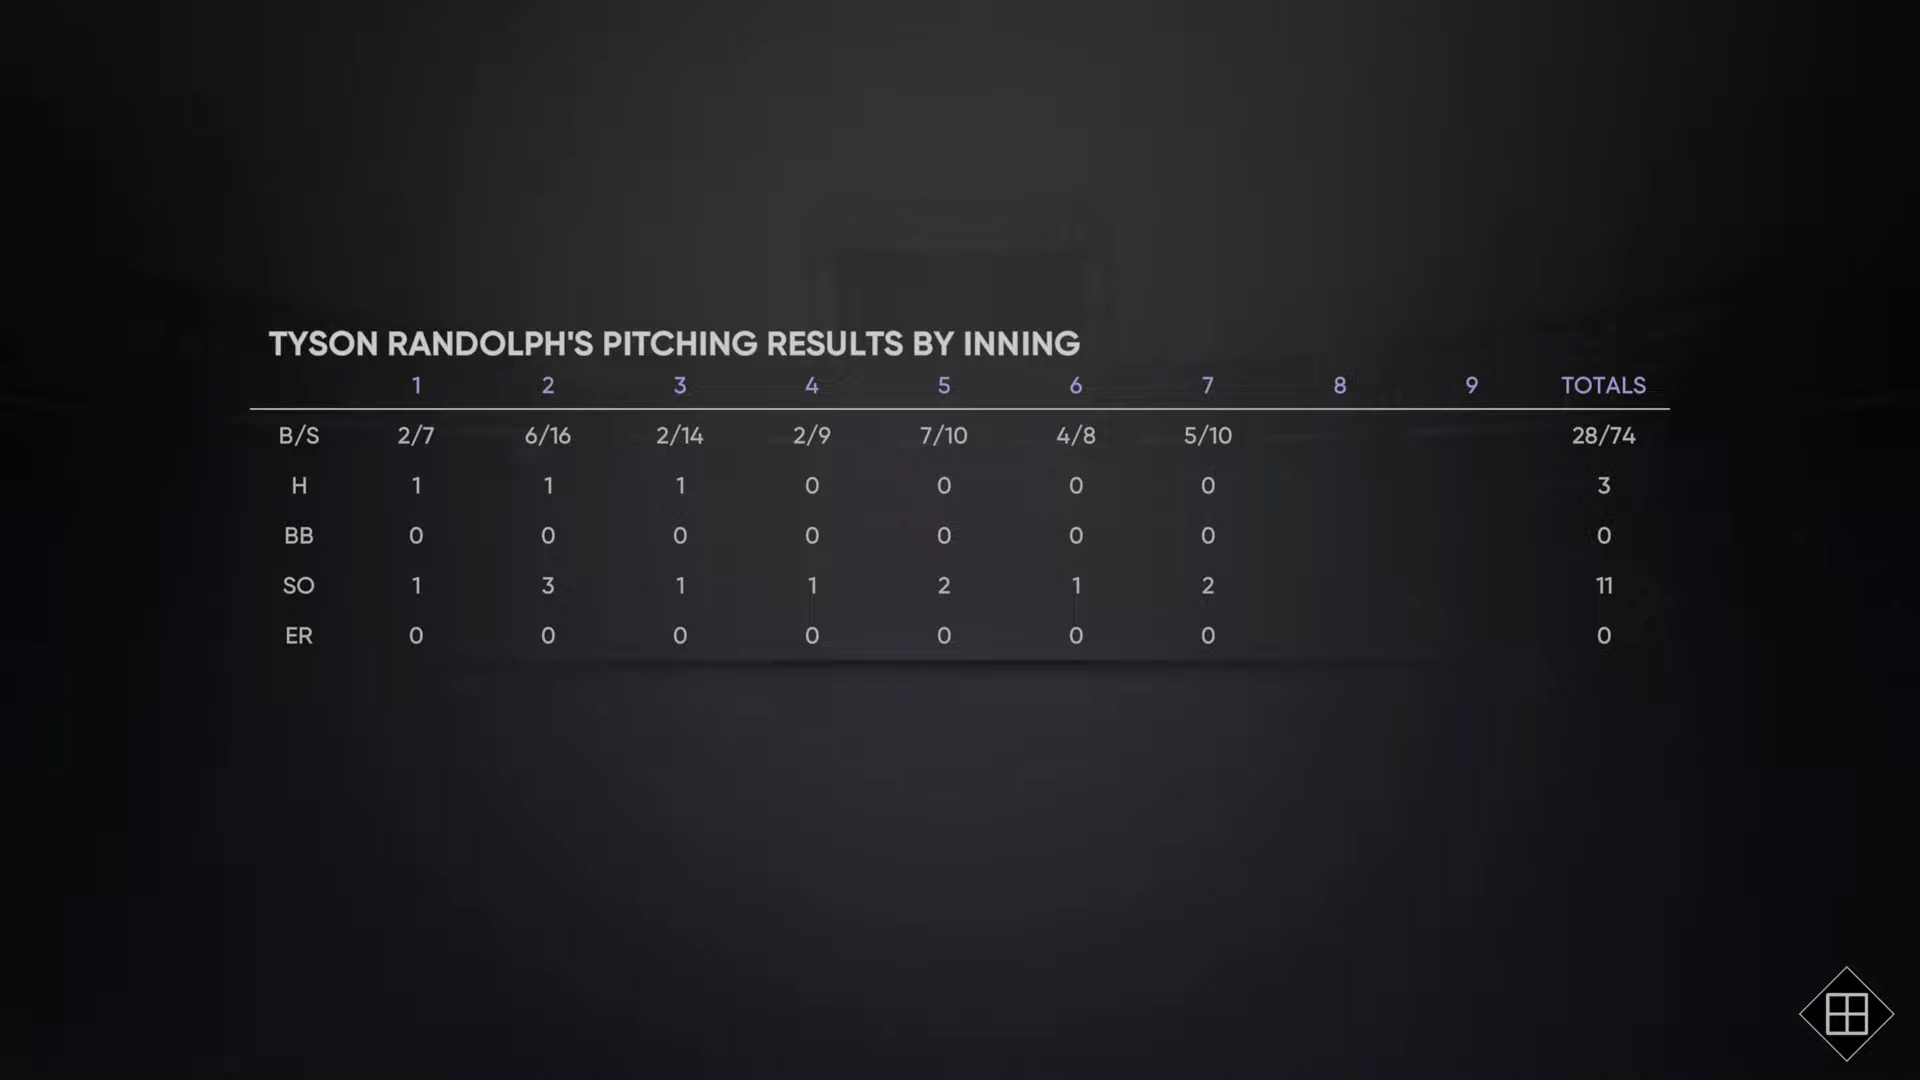 TYSON RANDOLPH'S PITCHING RESULTS BY INNING
1 2 3 4 5 6 7 8 9 TOTALS
B/S 2/7 6/16 2/14 2/9 7/10 4/8 5/10 28/74
H 1 1 1 0 0 0 0 3
BB 0 0 0 0 0 0 0 0
SO 1 3 1 1 2 1 2 11
ER 0 0 0 0 0 0 0 0